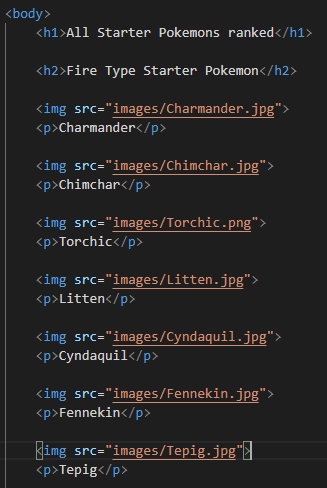 <body>
<h1>All Starter Pokemons ranked</h1>
<h2>Fire Type Starter Pokemon</h2>
<img src="images/Charmander.jpg">
<p>Charmander</p>
<img src="images/Chimchar.jpg">
<p>Chimchar</p>
<img src="images/Torchic.png">
<p>Torchic</p>
<img src="images/Litten.jpg">
<p>Litten</p>
<img src="images/Cyndaquil.jpg">
<p>Cyndaquil</p>
<img src="images/Fennekin.jpg">
<p>Fennekin</p>
<img src="images/Tepig.jpg">
<p>Tepig</p>